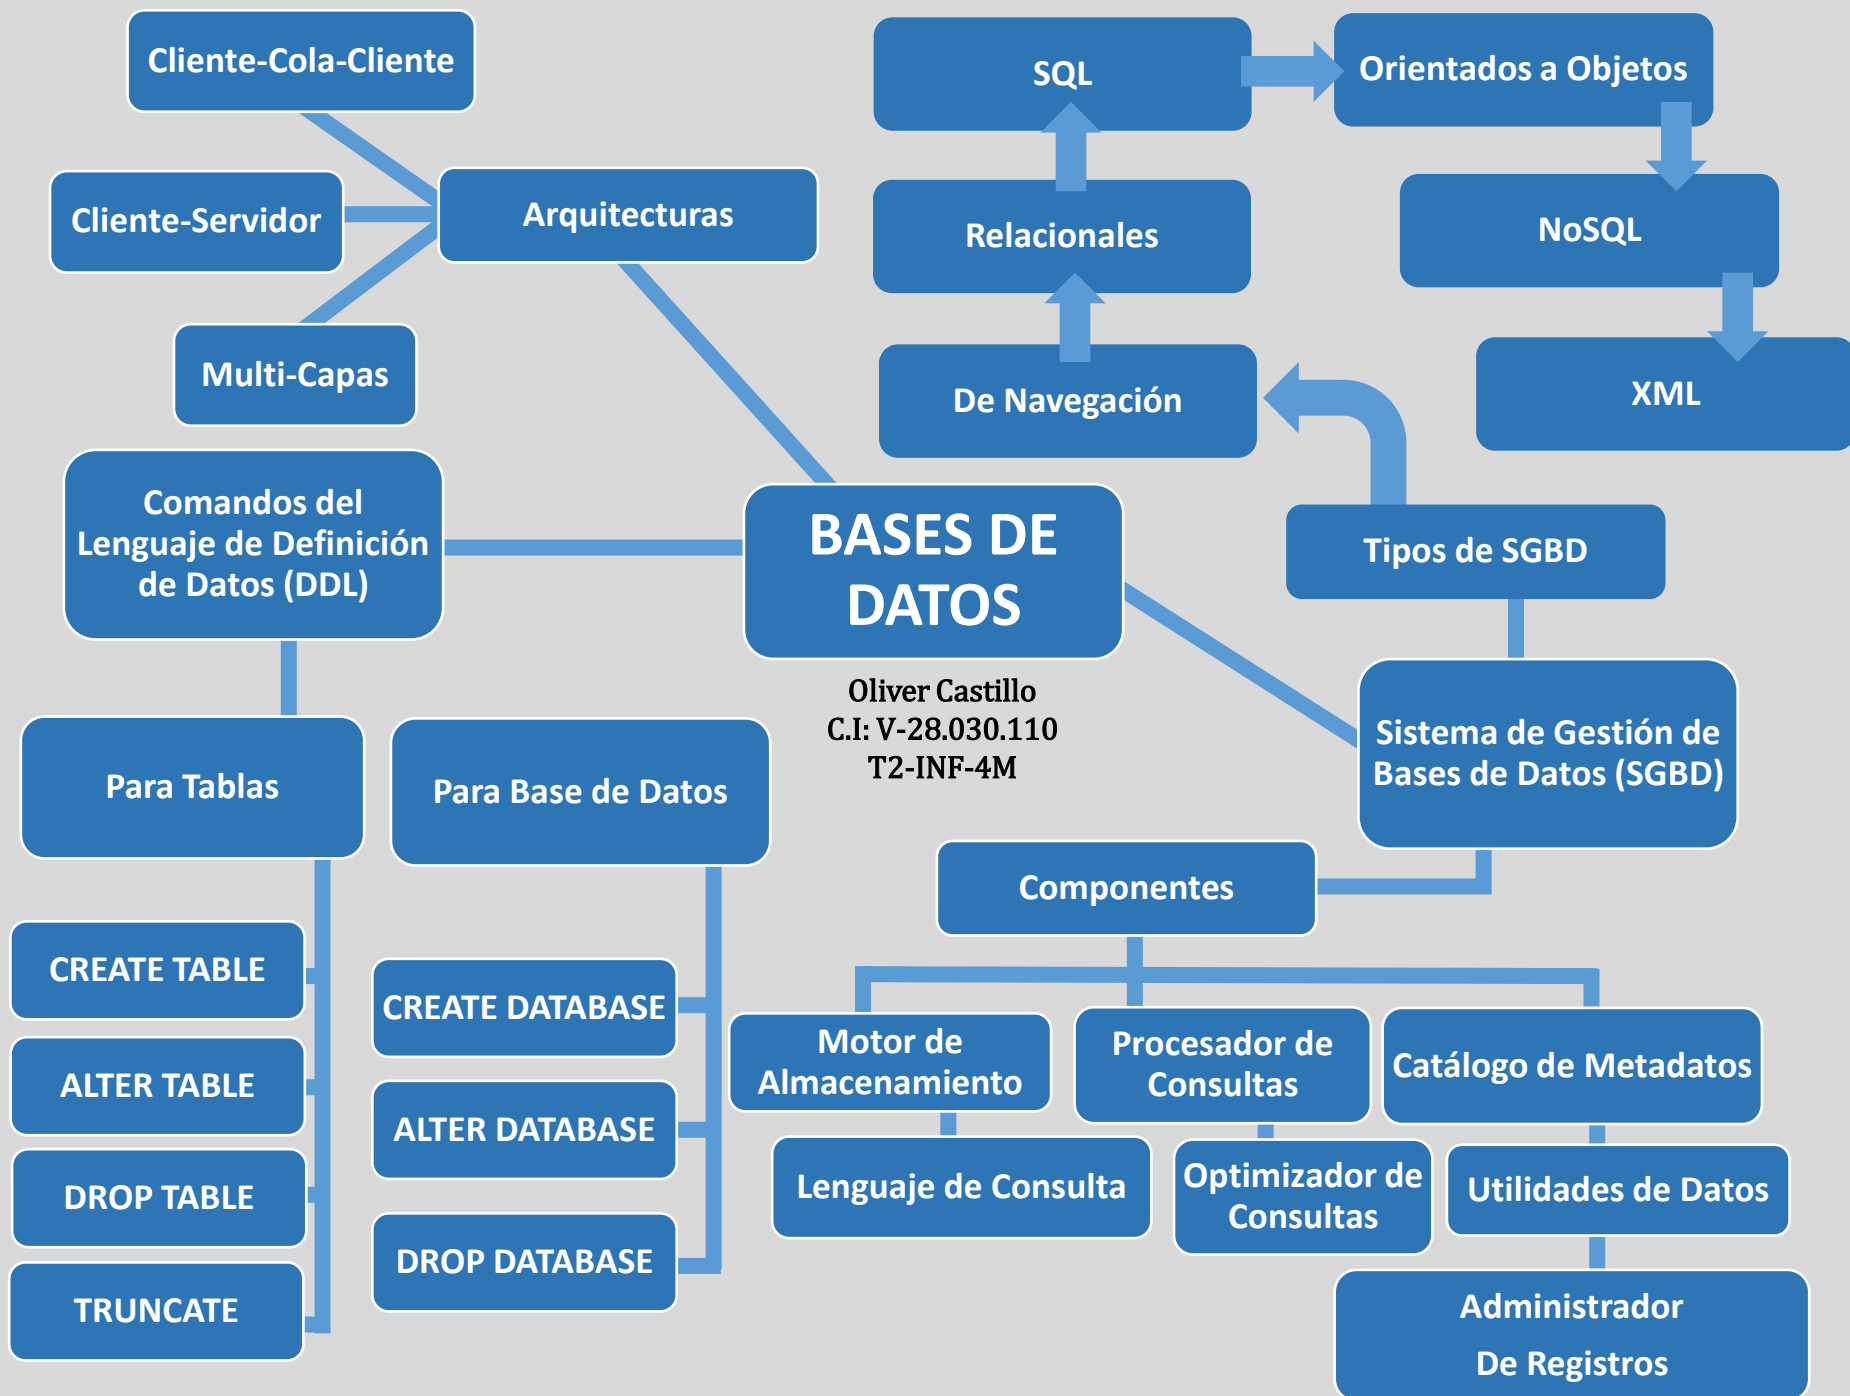 Cliente-Cola-Cliente
Cliente-Servidor
Multi-Capas
Arquitecturas
SQL
Orientados a Objetos
Relacionales
NoSQL
De Navegación
XML
Comandos del
Lenguaje de Definición
de Datos (DDL)
BASES DE
DATOS
Tipos de SGBD
Oliver Castillo
C.I: V-28.030.110
T2-INF-4M
Sistema de Gestión de
Bases de Datos (SGBD)
Para Tablas
Para Base de Datos
CREATE TABLE
ALTER TABLE
DROP TABLE
TRUNCATE
CREATE DATABASE
ALTER DATABASE
DROP DATABASE
Componentes
Motor de
Almacenamiento
Procesador de
Consultas
Catálogo de Metadatos
Lenguaje de Consulta
Optimizador de
Consultas
Utilidades de Datos
Administrador
De Registros